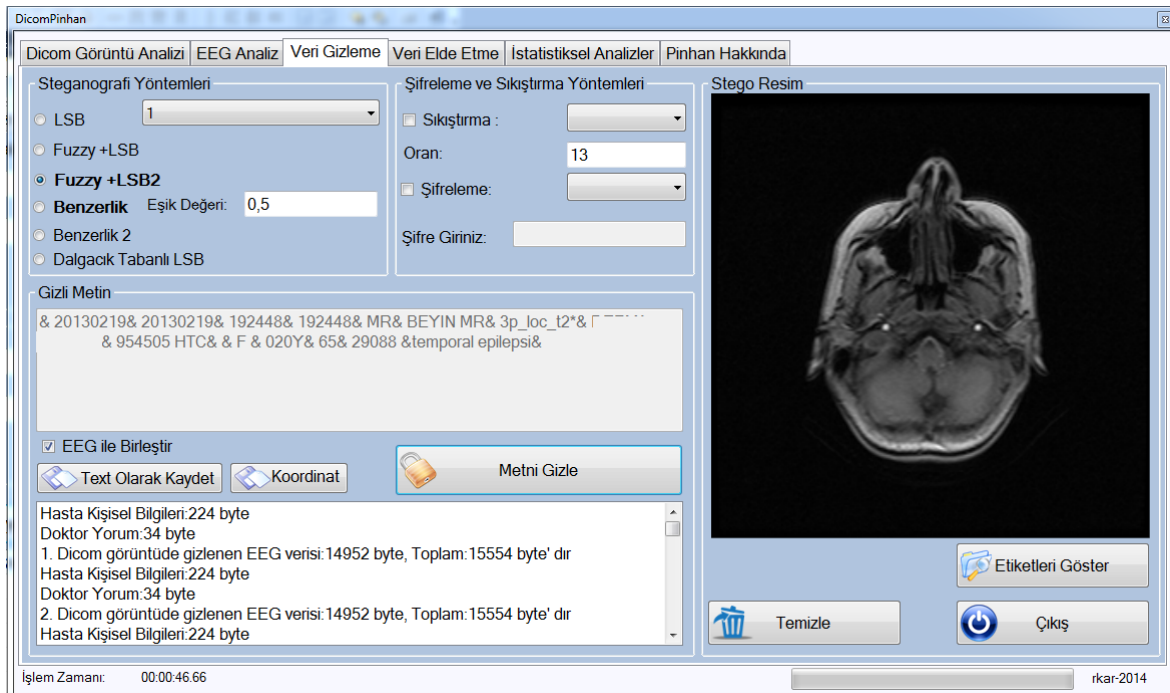 DicomPinhan
Dicom Görüntü Analizi EEG Analiz Veri Gizleme Veri Elde Etme İstatistiksel Analizler Pinhan Hakkında
Steganografi Yöntemleri
LSB 1
Fuzzy +LSB
Fuzzy +LSB2
Benzerlik Eşik Değeri: 0,5
Benzerlik 2
Dalgacık Tabanlı LSB
Şifreleme ve Sıkıştırma Yöntemleri
Sıkıştırma :
Oran: 13
Şifreleme:
Şifre Giriniz:
Gizli Metin
& 20130219& 20130219& 192448& 192448& MR& BEYIN MR& 3p_loc_t2*&
& 954505 HTC& & F & 020Y& 65& 29088 &temporal epilepsi&
EEG ile Birleştir
Text Olarak Kaydet Koordinat Metni Gizle
Hasta Kişisel Bilgileri:224 byte
Doktor Yorum:34 byte
1. Dicom görüntüde gizlenen EEG verisi:14952 byte, Toplam:15554 byte' dır
Hasta Kişisel Bilgileri:224 byte
Doktor Yorum:34 byte
2. Dicom görüntüde gizlenen EEG verisi:14952 byte, Toplam:15554 byte' dır
Hasta Kişisel Bilgileri:224 byte
Stego Resim
Etiketleri Göster
Temizle Çıkış
İşlem Zamanı: 00:00:46.66 rkar-2014